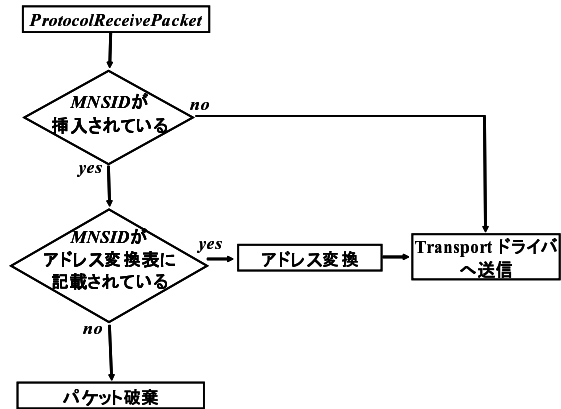 ProtocolReceivePacket
MNSIDが
挿入されている
no
yes
MNSIDが
アドレス変換表に
記載されている
yes
アドレス変換
Transportドライバ
へ送信
no
パケット破棄